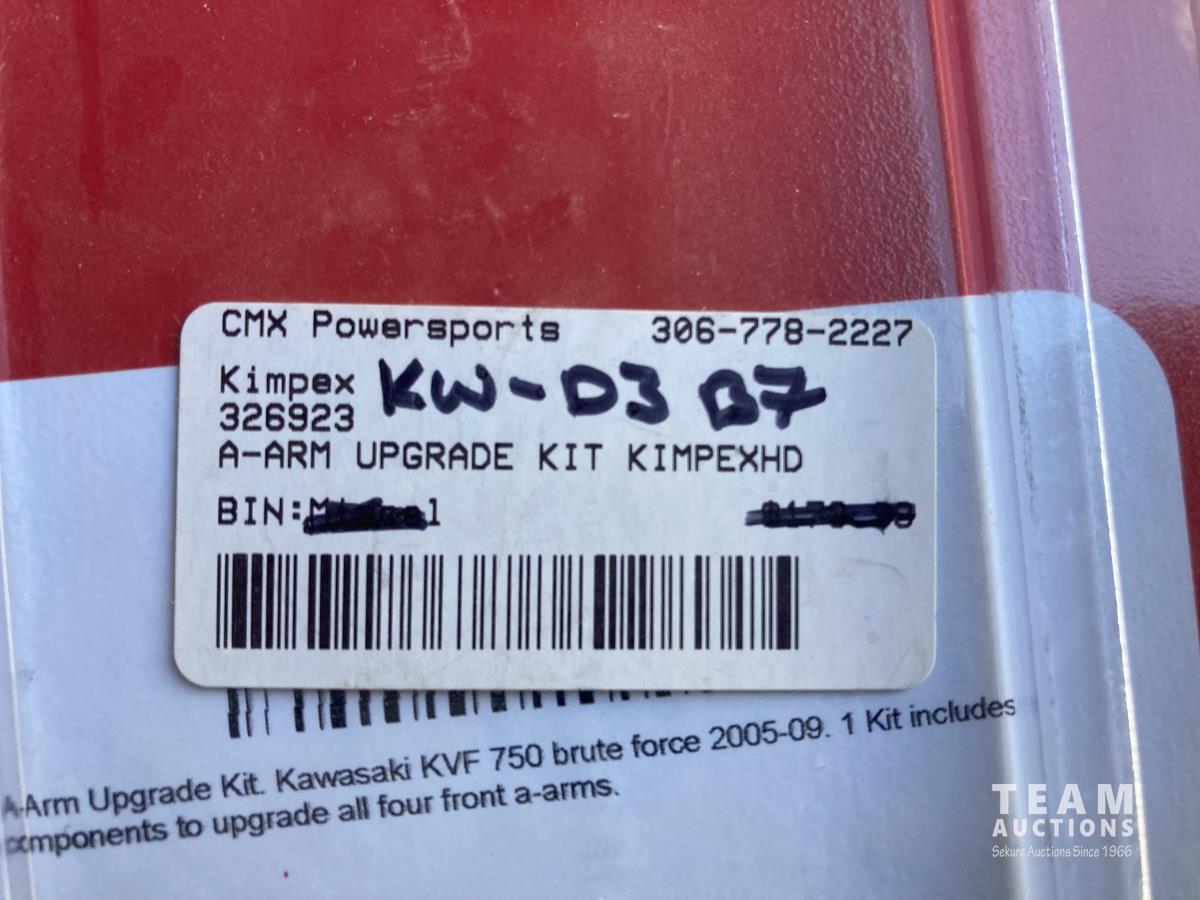 CMX Powersports 306-778-2227
Kimpex KW-D3 B7
326923
A-ARM UPGRADE KIT KIMPEXHD
BIN:
A-Arm Upgrade Kit. Kawasaki KVF 750 brute force 2005-09. 1 Kit includes
components to upgrade all four front a-arms.
TEAM
AUCTIONS
Sekura Auctions Since 1966